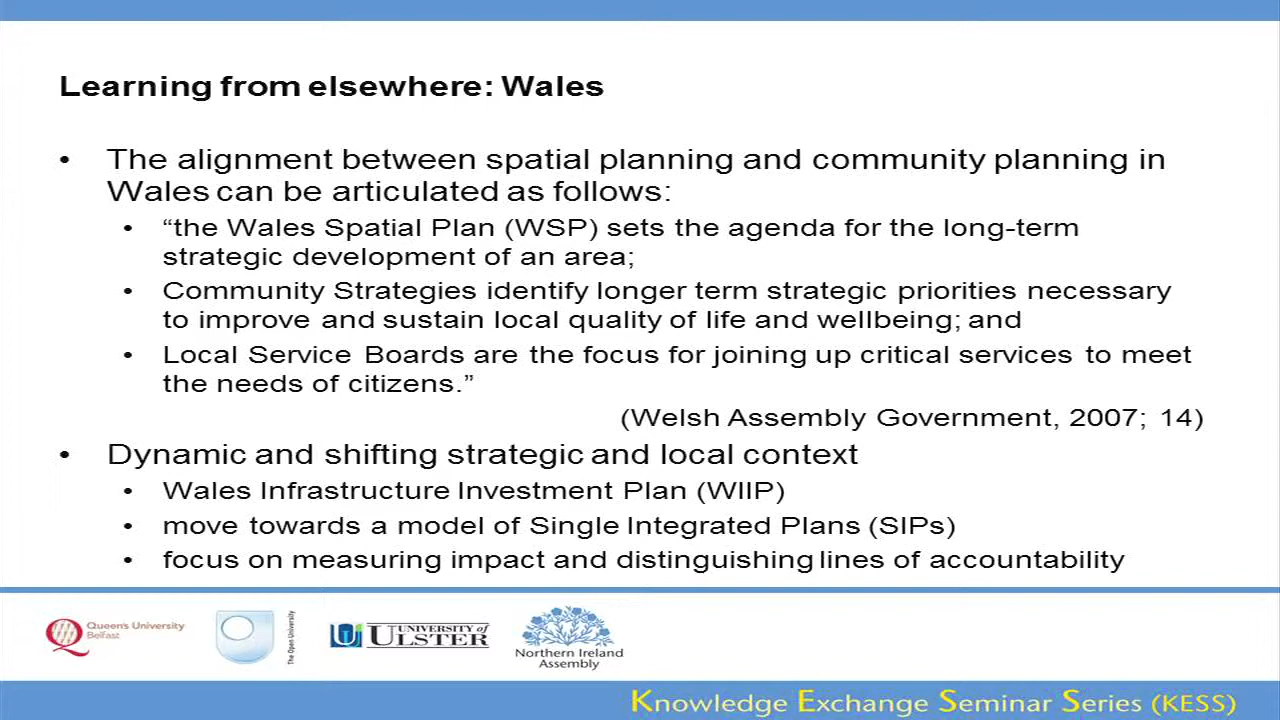 Learning from elsewhere: Wales
• The alignment between spatial planning and community planning in
Wales can be articulated as follows:
• “the Wales Spatial Plan (WSP) sets the agenda for the long-term
strategic development of an area;
• Community Strategies identify longer term strategic priorities necessary
to improve and sustain local quality of life and wellbeing; and
• Local Service Boards are the focus for joining up critical services to meet
the needs of citizens.”
(Welsh Assembly Government, 2007; 14)
• Dynamic and shifting strategic and local context
• Wales Infrastructure Investment Plan (WIIP)
• move towards a model of Single Integrated Plans (SIPs)
• focus on measuring impact and distinguishing lines of accountability
Queen's University
Belfast
The Open University
UNIVERSITY of
ULSTER
Northern Ireland
Assembly
Knowledge Exchange Seminar Series (KESS)